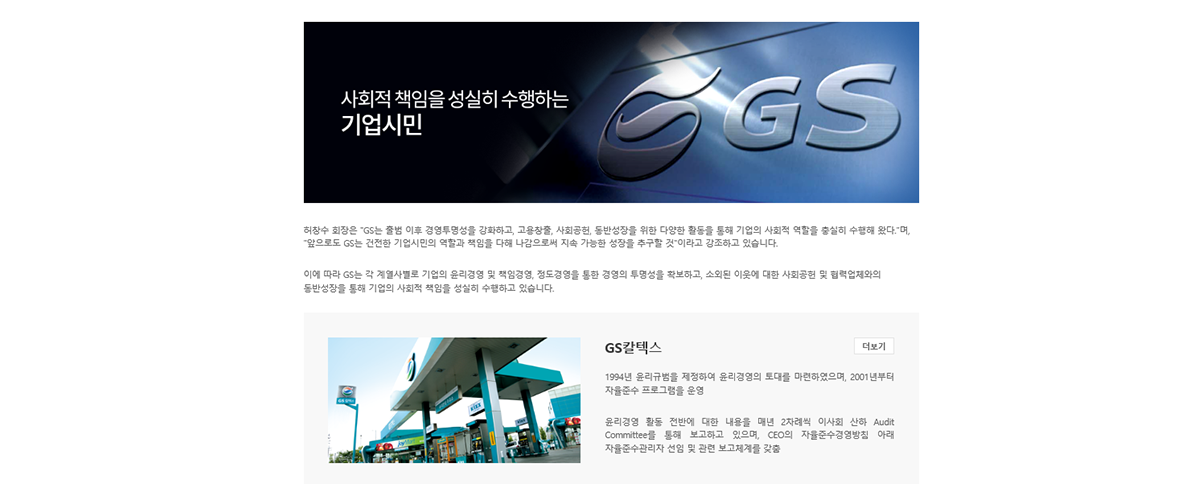 사회적 책임을 성실히 수행하는
기업시민
GS
허창수 회장은 "GS는 출범 이후 경영투명성을 강화하고, 고용창출, 사회공헌, 동반성장을 위한 다양한 활동을 통해 기업의 사회적 역할을 충실히 수행해 왔다."며,
"앞으로도 GS는 건전한 기업시민의 역할과 책임을 다해 나감으로써 지속 가능한 성장을 추구할 것"이라고 강조하고 있습니다.
이에 따라 GS는 각 계열사별로 기업의 윤리경영 및 책임경영, 정도경영을 통한 경영의 투명성을 확보하고, 소외된 이웃에 대한 사회공헌 및 협력업체와의
동반성장을 통해 기업의 사회적 책임을 성실히 수행하고 있습니다.
GS칼텍스
더보기
1994년 윤리규범을 제정하여 윤리경영의 토대를 마련하였으며, 2001년부터
자율준수 프로그램을 운영
윤리경영 활동 전반에 대한 내용을 매년 2차례씩 이사회 산하 Audit
Committee를 통해 보고하고 있으며, CEO의 자율준수경영방침 아래
자율준수관리자 선임 및 관련 보고체계를 갖춤